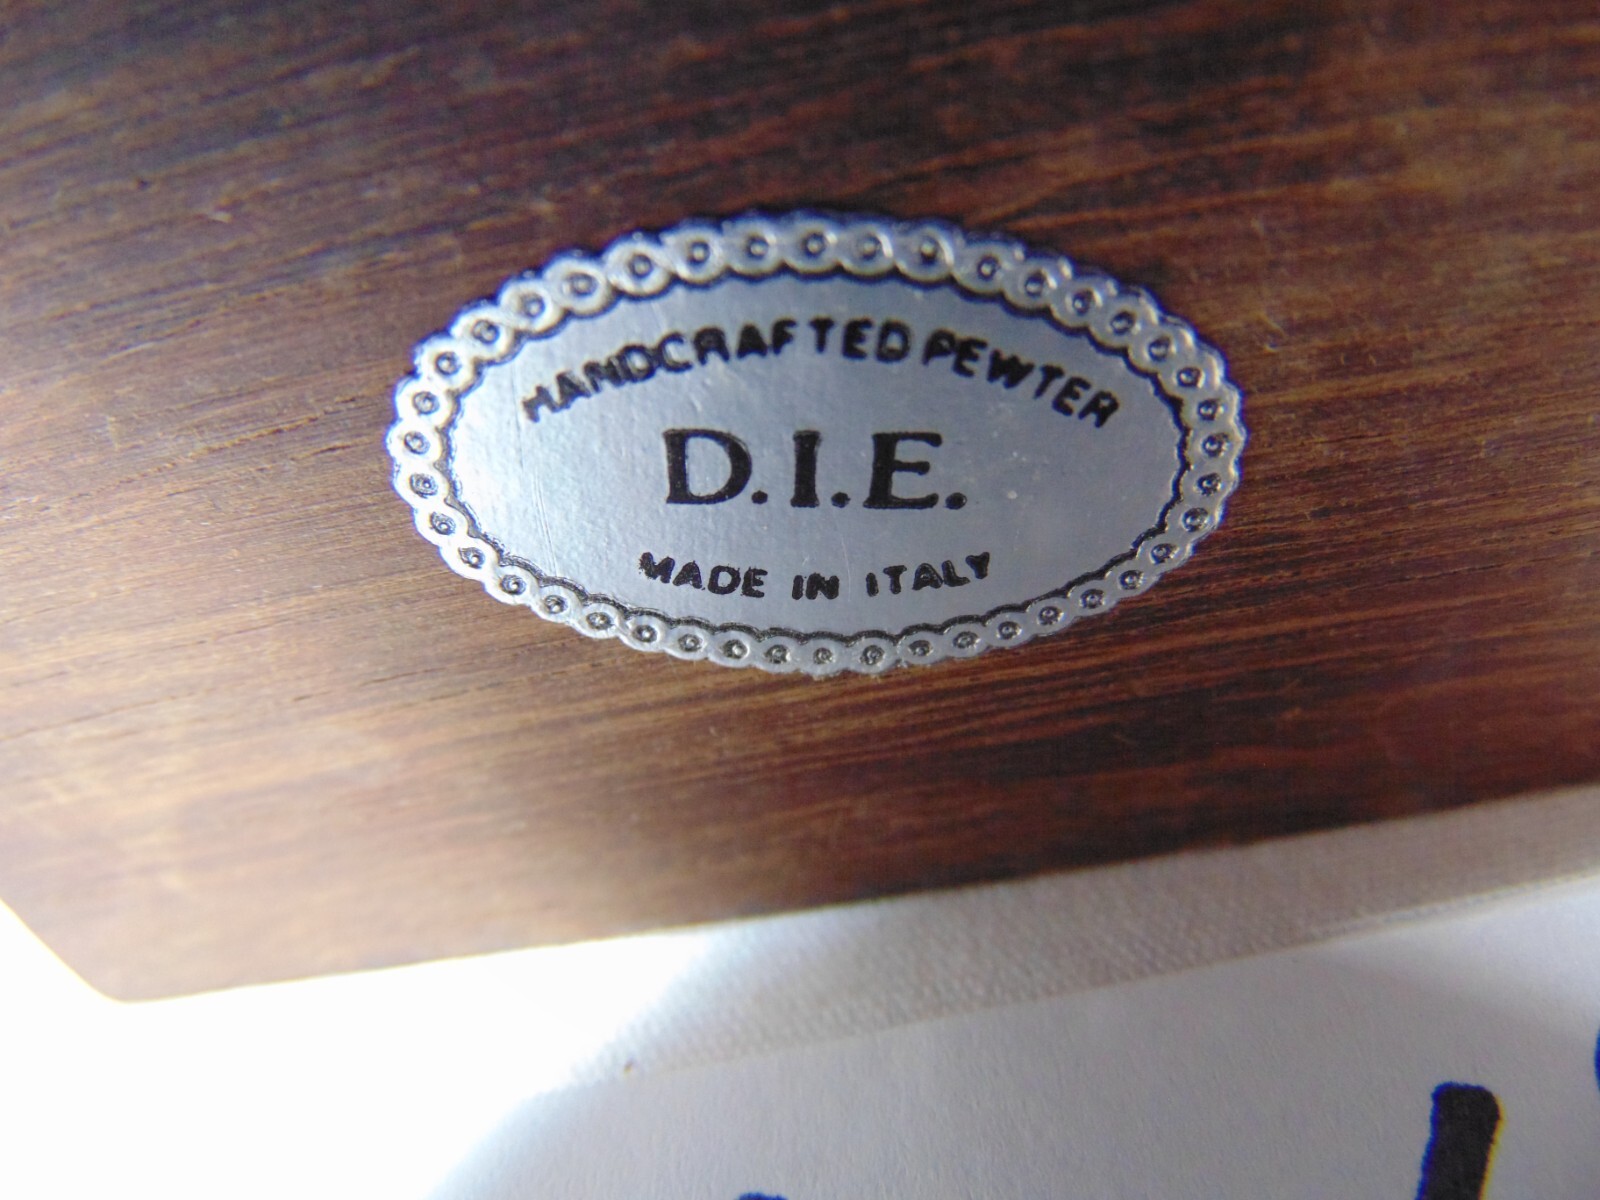 HANDCRAFTED PEWTER
D.I.E.
MADE IN ITALY